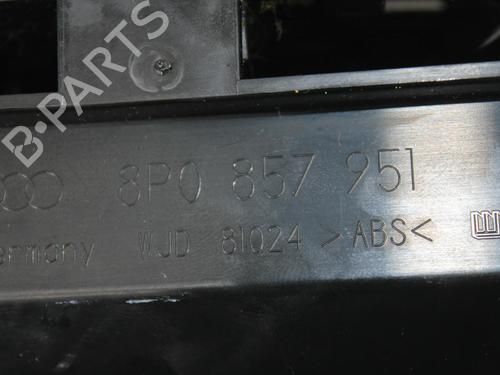 B-PARTS
8P0 857 951
ermany WJD 81024 >ABS<